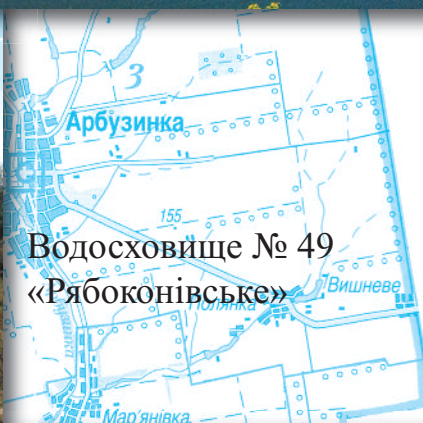 3
Арбузинка
155
Водосховище № 49
«Рябоконівське»
Вишневе
Полянка
Мар'янівка